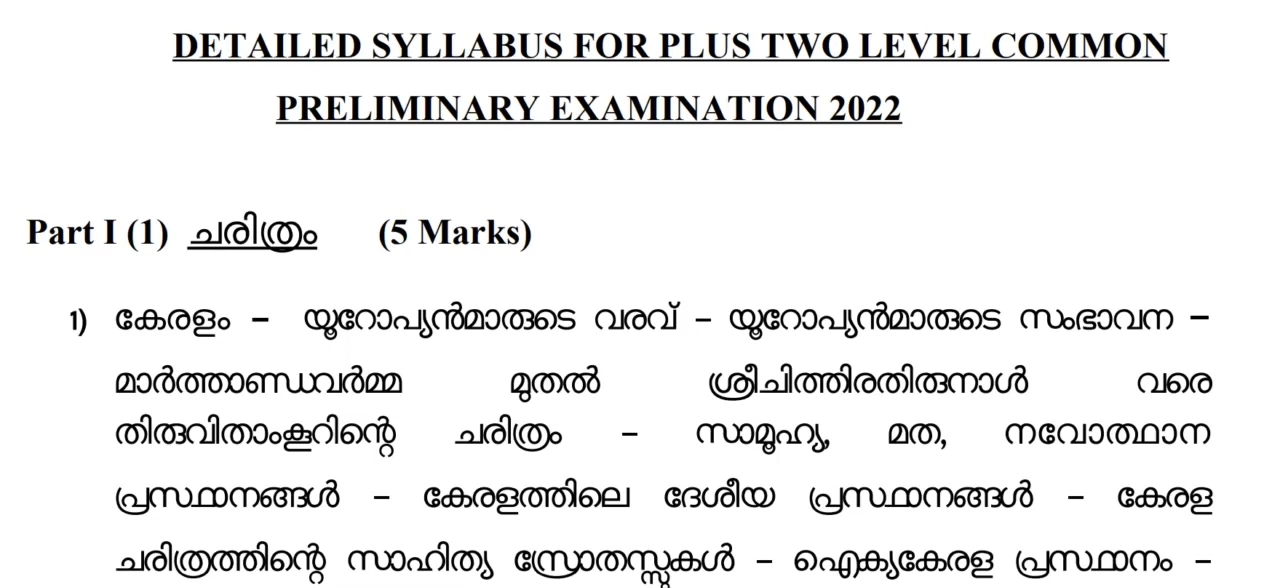 DETAILED SYLLABUS FOR PLUS TWO LEVEL COMMON
PRELIMINARY EXAMINATION 2022
Part I (1) ചരിത്രം (5 Marks)
1) കേരളം – യൂറോപ്യൻമാരുടെ വരവ് – യൂറോപ്യൻമാരുടെ സംഭാവന –
മാർത്താണ്ഡവർമ്മ മുതൽ ശ്രീചിത്തിരതിരുനാൾ വരെ
തിരുവിതാംകൂറിന്റെ ചരിത്രം – സാമൂഹ്യ, മത, നവോത്ഥാന
പ്രസ്ഥാനങ്ങൾ – കേരളത്തിലെ ദേശീയ പ്രസ്ഥാനങ്ങൾ – കേരള
ചരിത്രത്തിന്റെ സാഹിത്യ സ്രോതസ്സുകൾ – ഐക്യകേരള പ്രസ്ഥാനം –